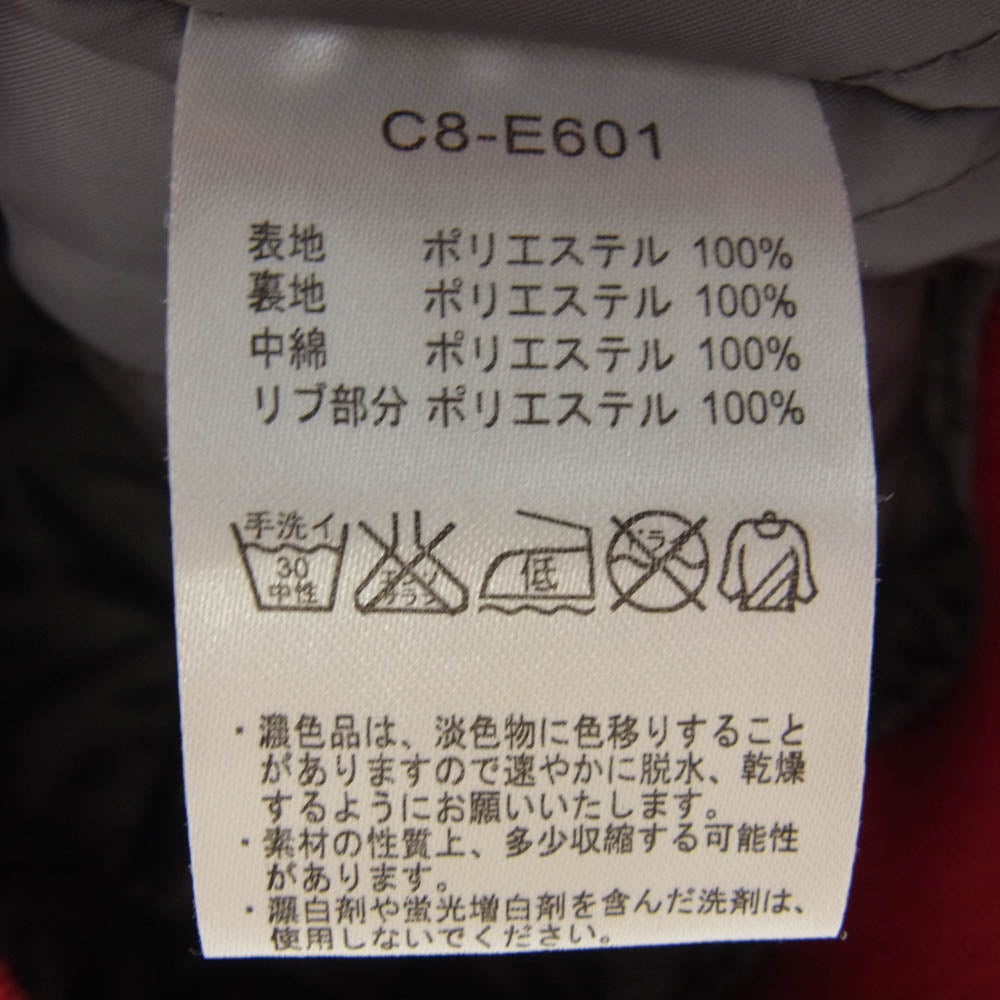 C8-E601
表地 ポリエステル 100%
裏地 ポリエステル 100%
中綿 ポリエステル 100%
リブ部分 ポリエステル 100%
手洗イ
30
中性
低
ドライ
・濃色品は、淡色物に色移りすること
がありますので速やかに脱水、乾燥
するようにお願いいたします。
・素材の性質上、多少収縮する可能性
があります。
・漂白剤や蛍光増白剤を含んだ洗剤は、
使用しないでください。